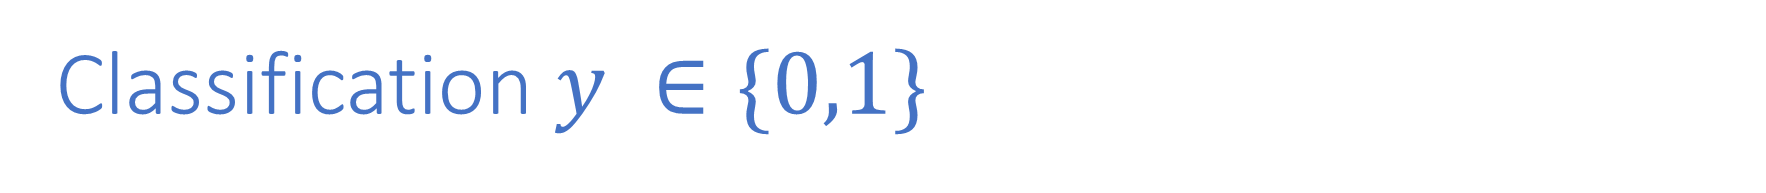 Classification y ∈ {0,1}